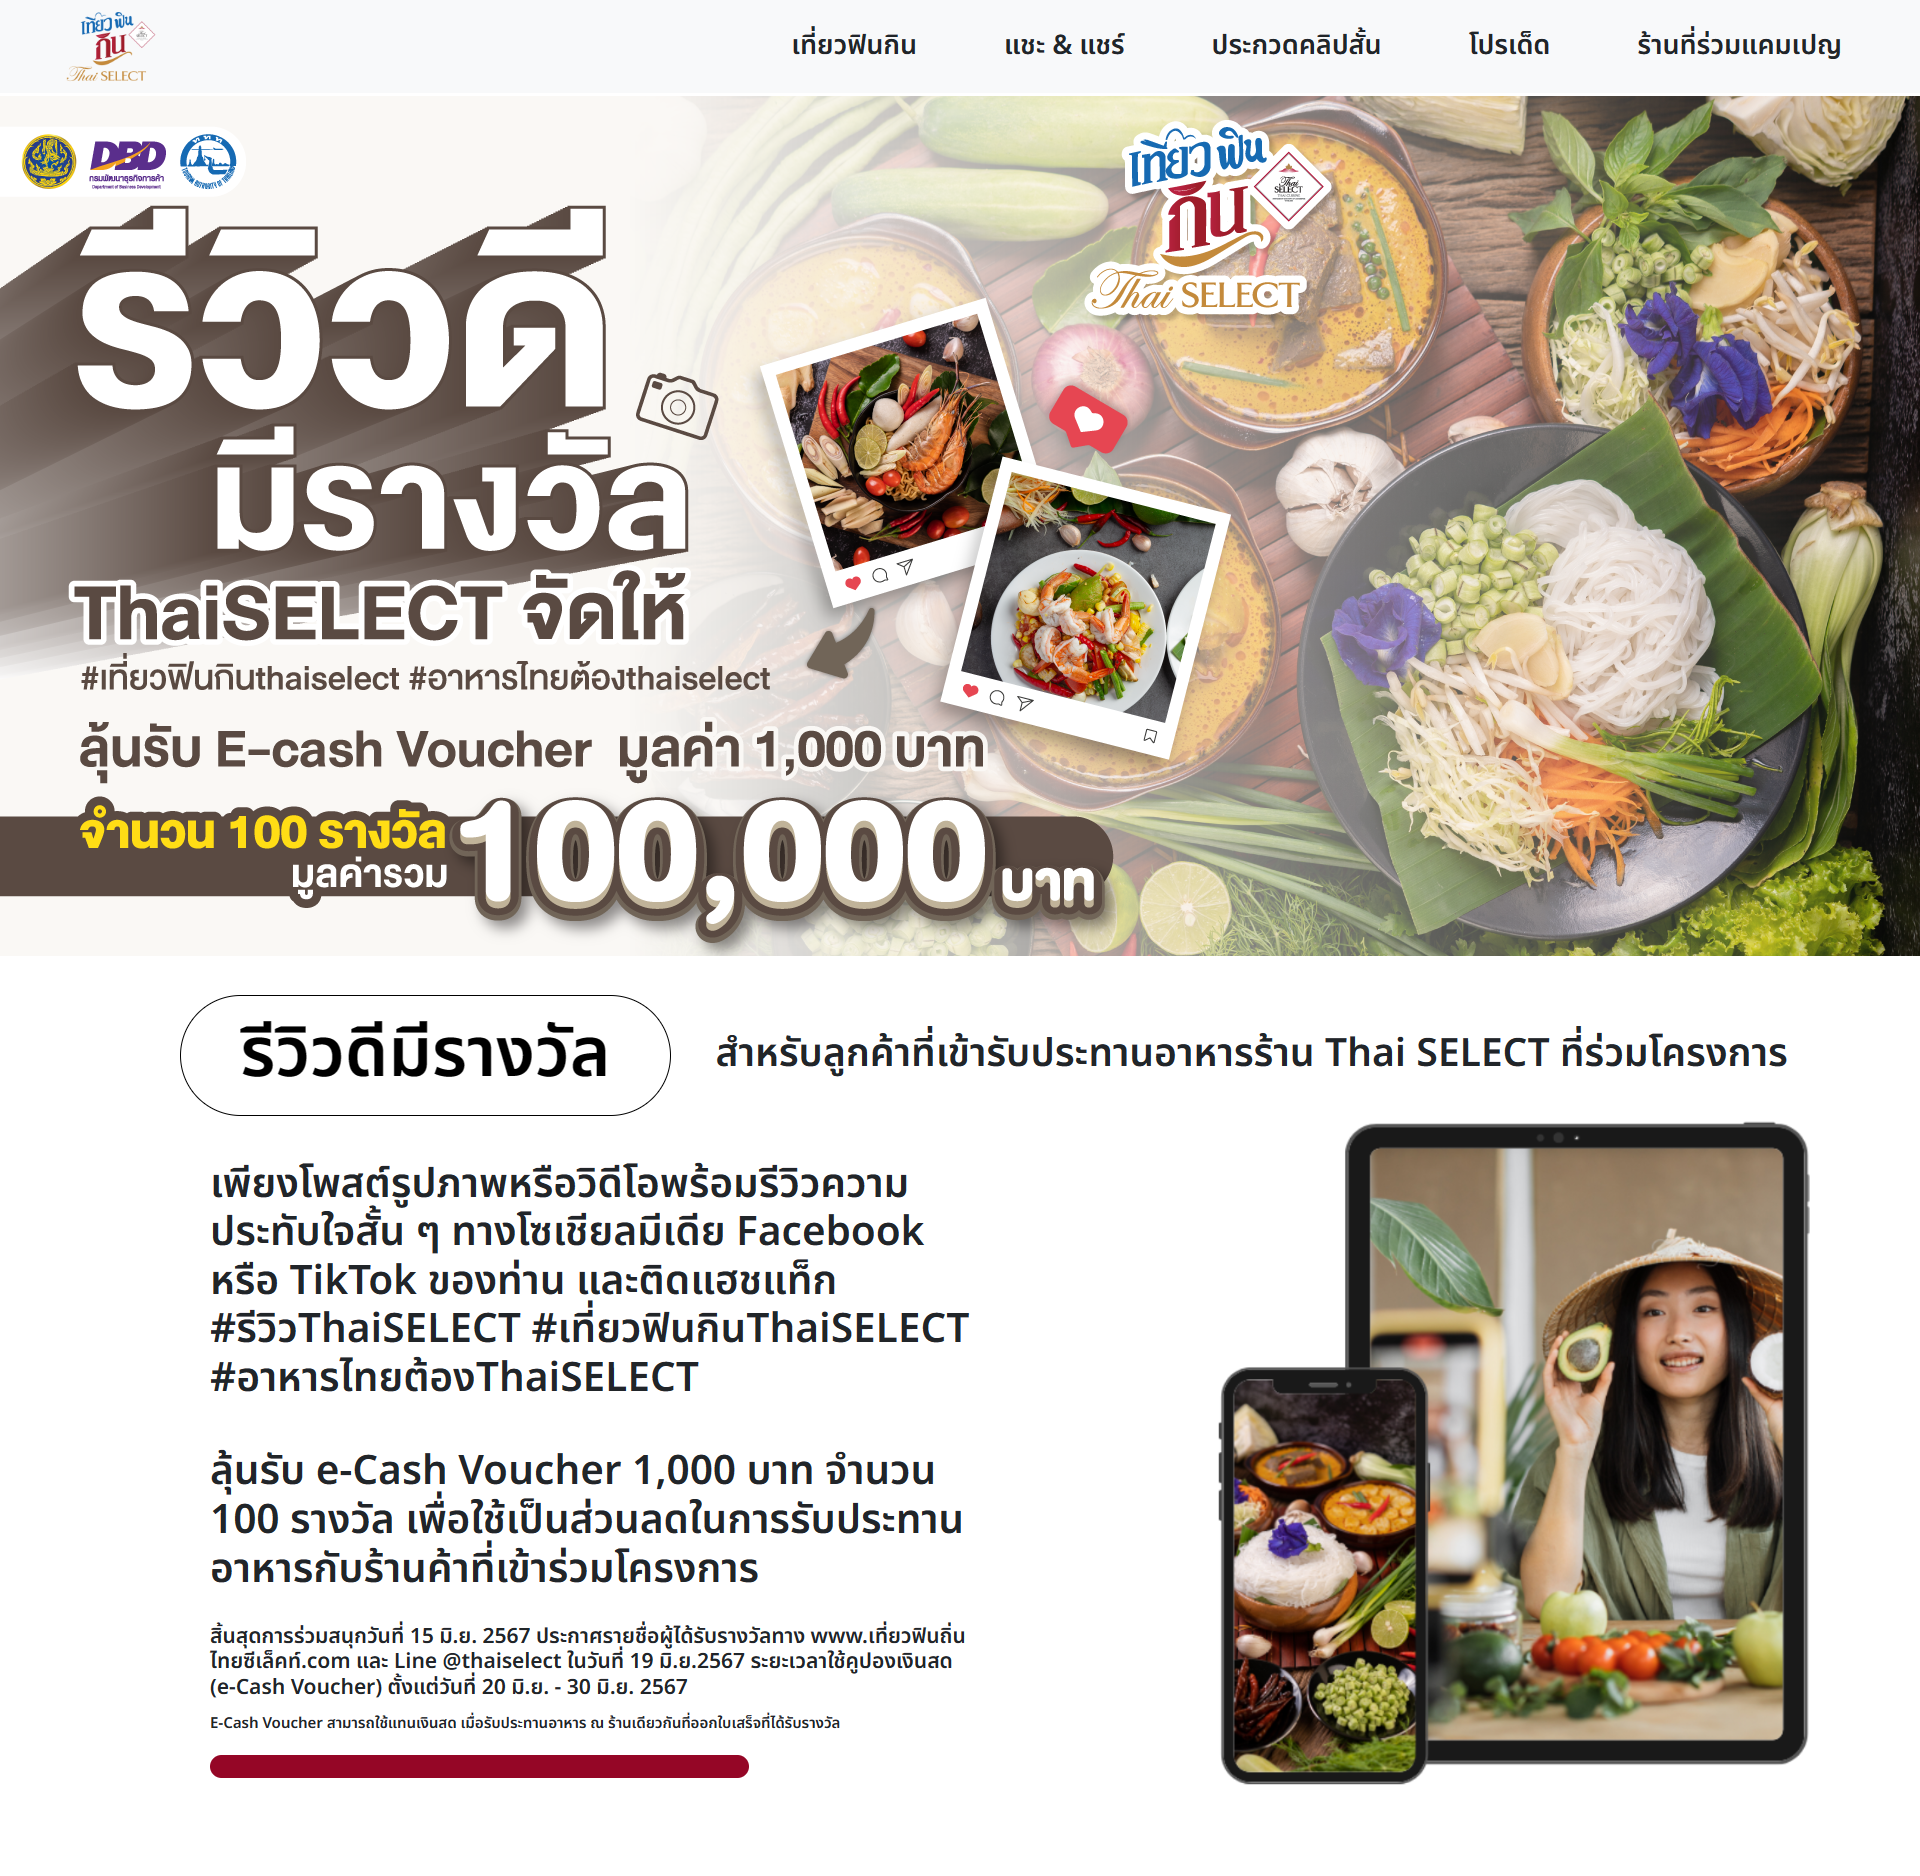 เที่ยว ฟิน
กิน
Thai SELECT
เที่ยวฟินกิน
แชะ & แชร์
ประกวดคลิปสั้น
โปรเด็ด
ร้านที่ร่วมแคมเปญ
DBD
กรมพัฒนาธุรกิจการค้า
Department of Business Development
TOURISM AUTHORITY OF THAILAND
เที่ยว ฟิน
กิน
Thai SELECT
Thai
SELECT
รีวิวดี
มีรางวัล
ThaiSELECT จัดให้
#เที่ยวฟินกินthaiselect #อาหารไทยต้องthaiselect
ลุ้นรับ E-cash Voucher มูลค่า 1,000 บาท
จำนวน 100 รางวัล
มูลค่ารวม
100,000 บาท
รีวิวดีมีรางวัล
สำหรับลูกค้าที่เข้ารับประทานอาหารร้าน Thai SELECT ที่ร่วมโครงการ
เพียงโพสต์รูปภาพหรือวิดีโอพร้อมรีวิวความ
ประทับใจสั้น ๆ ทางโซเชียลมีเดีย Facebook
หรือ TikTok ของท่าน และติดแฮชแท็ก
#รีวิวThaiSELECT #เที่ยวฟินกินThaiSELECT
#อาหารไทยต้องThaiSELECT
ลุ้นรับ e-Cash Voucher 1,000 บาท จำนวน
100 รางวัล เพื่อใช้เป็นส่วนลดในการรับประทาน
อาหารกับร้านค้าที่เข้าร่วมโครงการ
สิ้นสุดการร่วมสนุกวันที่ 15 มิ.ย. 2567 ประกาศรายชื่อผู้ได้รับรางวัลทาง www.เที่ยวฟินถิ่น
ไทยซีเล็คท์.com และ Line @thaiselect ในวันที่ 19 มิ.ย.2567 ระยะเวลาใช้คูปองเงินสด
(e-Cash Voucher) ตั้งแต่วันที่ 20 มิ.ย. - 30 มิ.ย. 2567
E-Cash Voucher สามารถใช้แทนเงินสด เมื่อรับประทานอาหาร ณ ร้านเดียวกันที่ออกใบเสร็จที่ได้รับรางวัล